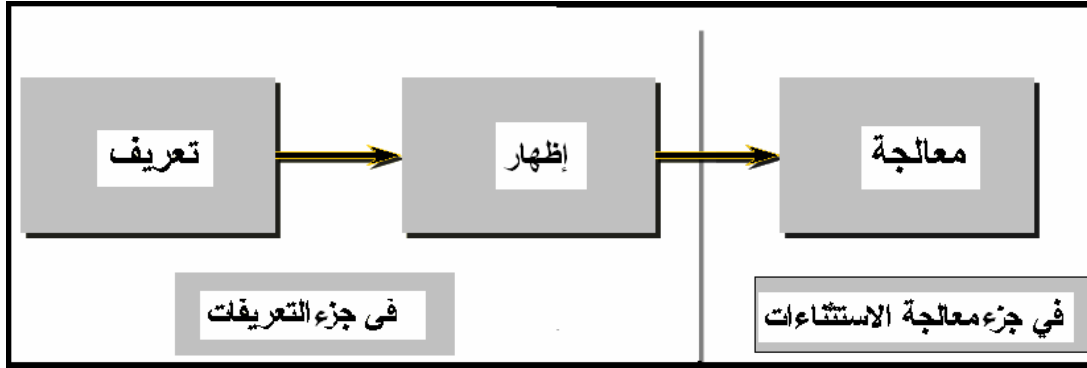 تعريف
إظهار
معالجة
فى جزء التعريفات
في جزء معالجة الاستثناءات